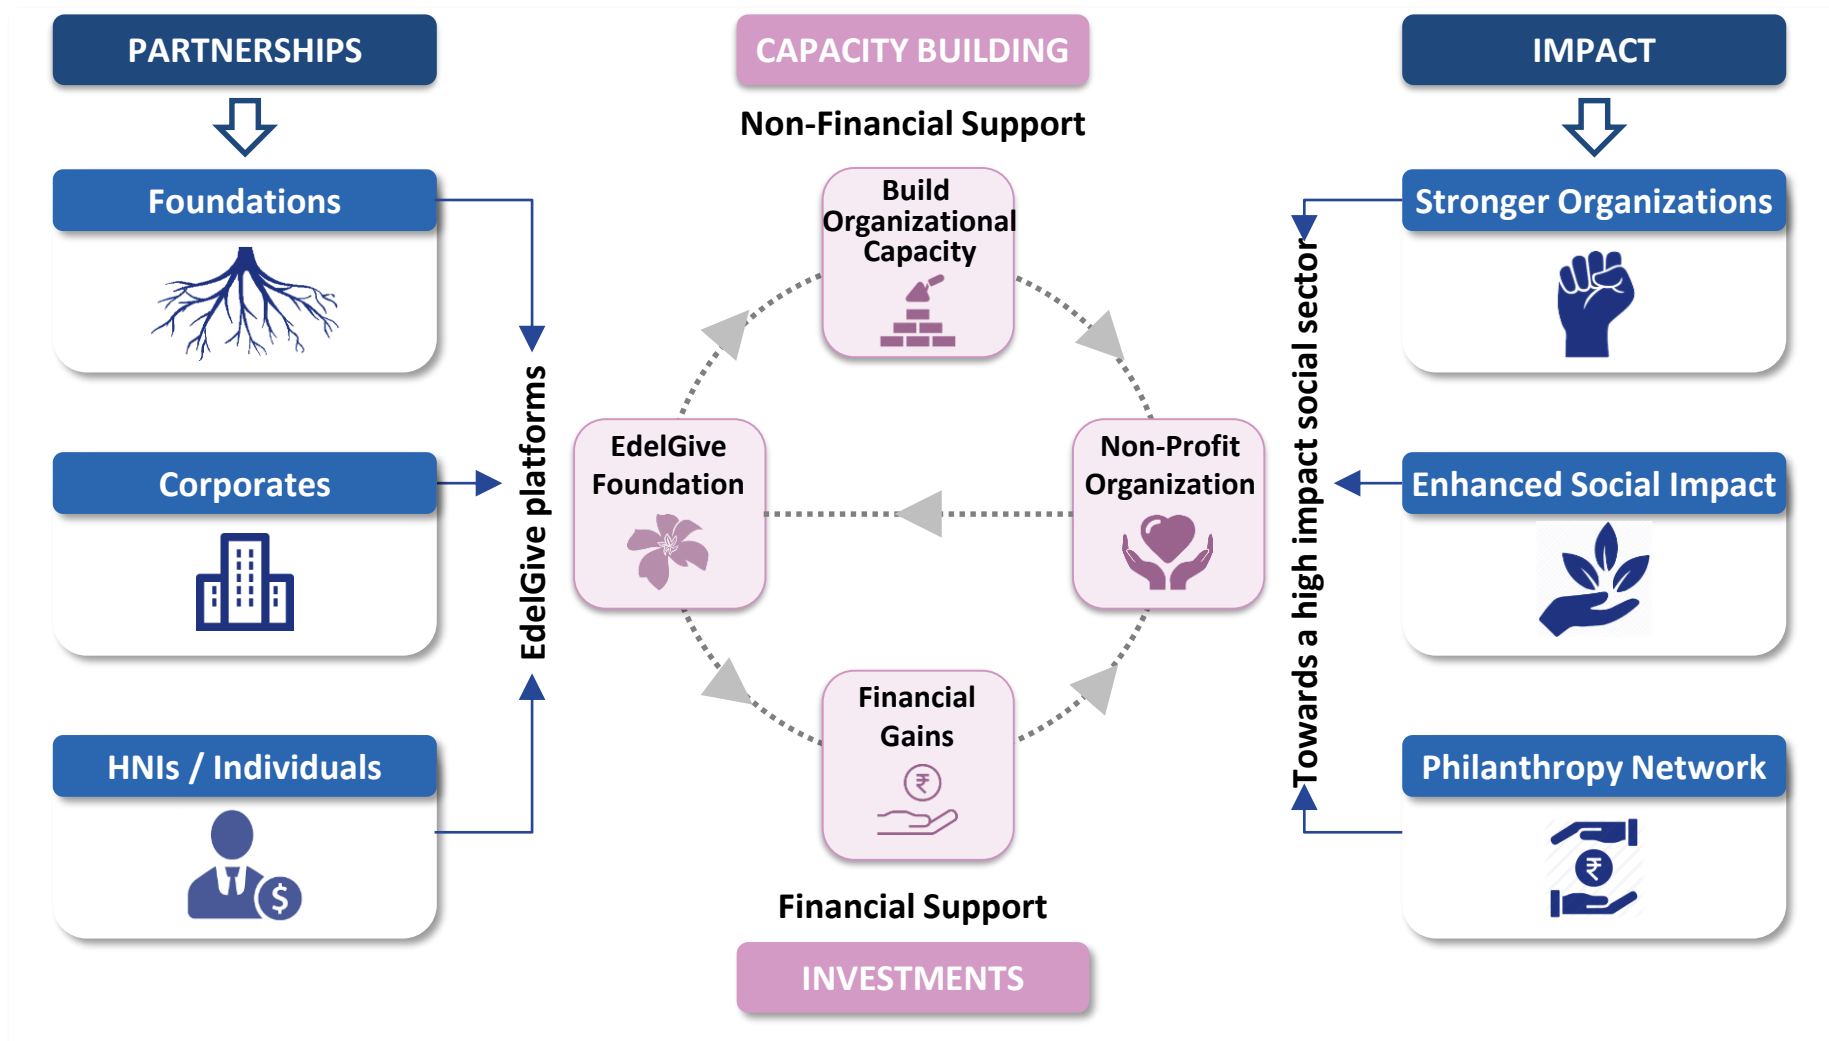 PARTNERSHIPS
Foundations
Corporates
HNIs / Individuals
$
EdelGive platforms
CAPACITY BUILDING
Non-Financial Support
Build
Organizational
Capacity
EdelGive
Foundation
Non-Profit
Organization
Financial
Gains
₹
Financial Support
INVESTMENTS
Towards a high impact social sector
IMPACT
Stronger Organizations
Enhanced Social Impact
Philanthropy Network
₹